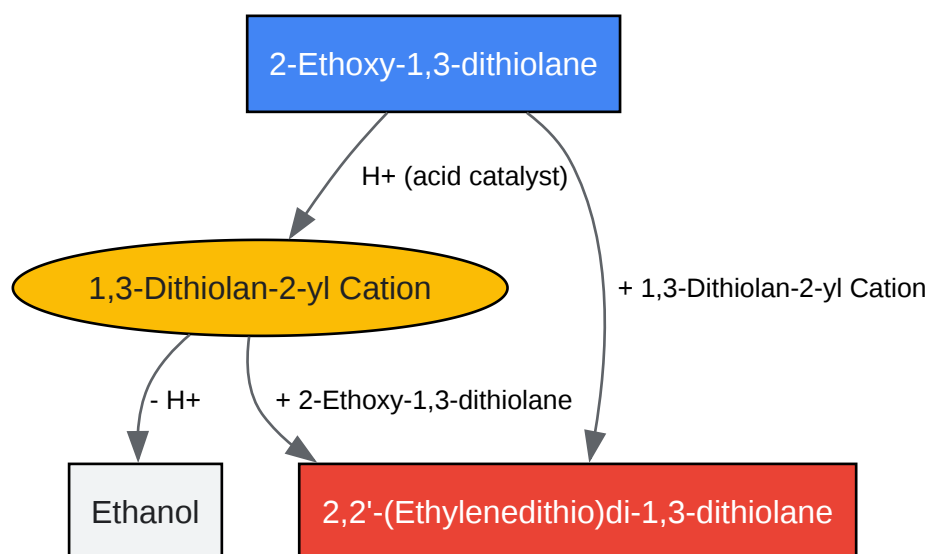 2-Ethoxy-1,3-dithiolane
H+ (acid catalyst)
1,3-Dithiolan-2-yl Cation
+ 1,3-Dithiolan-2-yl Cation
- H+
+ 2-Ethoxy-1,3-dithiolane
Ethanol
2,2'-(Ethylenedithio)di-1,3-dithiolane